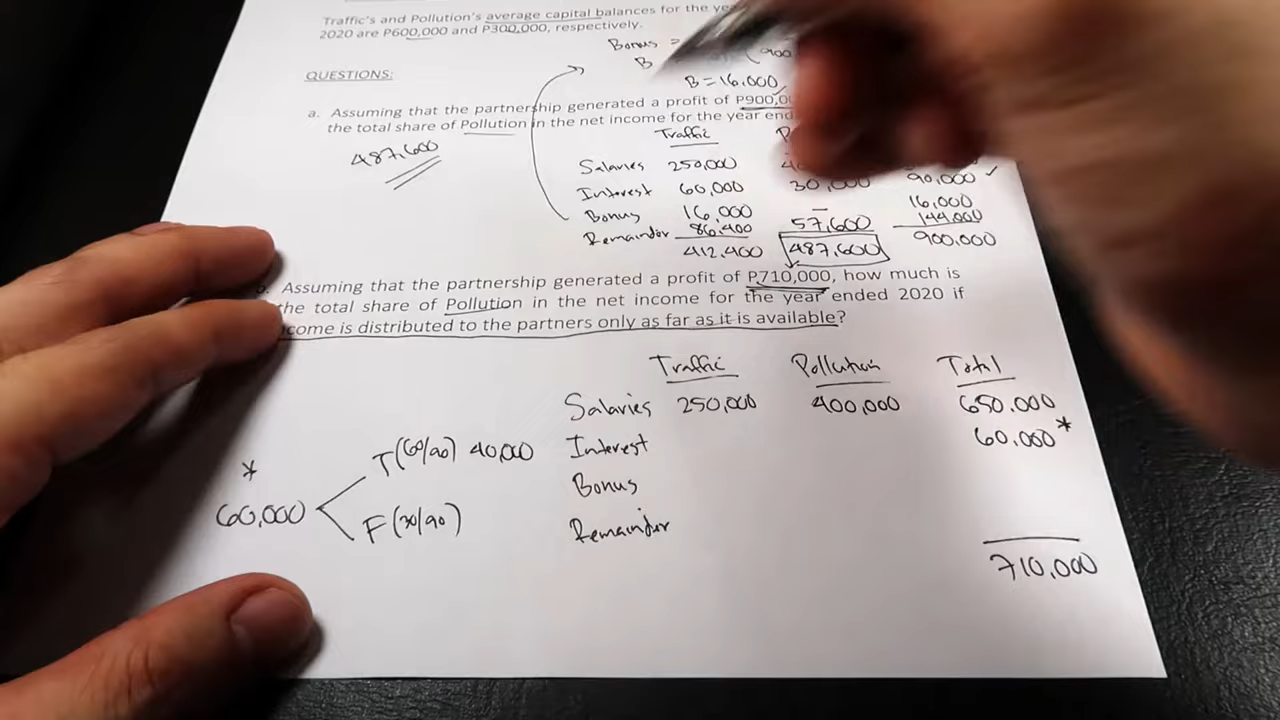 Traffic's and Pollution's average capital balances for the
2020 are P600,000 and P300,000, respectively.
Bonus =
B
B = 16,000
QUESTIONS:
a. Assuming that the partnership generated a profit of
the total share of Pollution in the net income for the year
487,600
Traffic
Salaries 250,000
Interest 60,000 30,000 90,000 ✓
Bonus 16,000 – 16,000
Remainder 86,400 57,600 144,000
412,400 487,600 900,000
Assuming that the partnership generated a profit of P710,000, how much is
the total share of Pollution in the net income for the year ended 2020 if
is distributed to the partners only as far as it is available?
Traffic Pollution Total
Salaries 250,000 400,000 650.000
Interest 60.000*
Bonus
Remainder
710,000
*
60,000
T (60/90) 40,000
F (30/90)